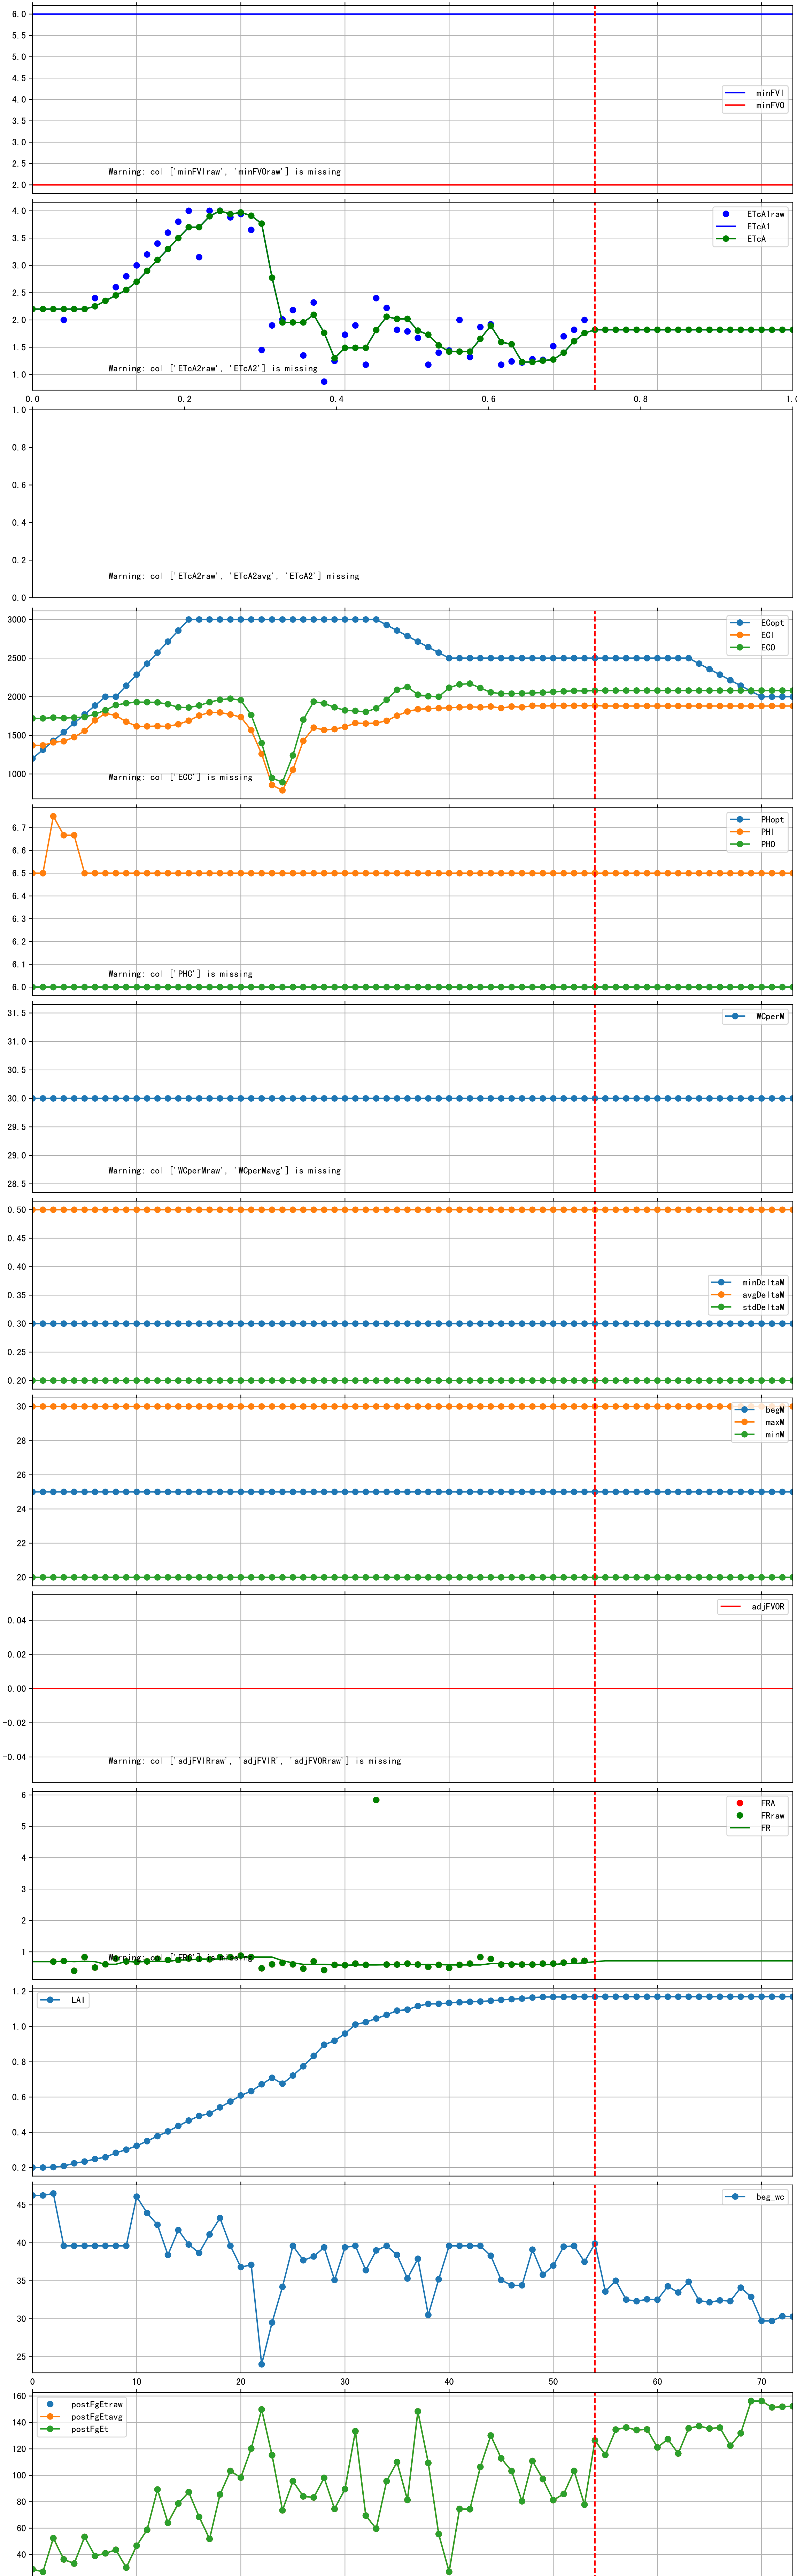 6.0
5.5
5.0
4.5
4.0
3.5
3.0
2.5
2.0
minFVI
minFVO
Warning: col ['minFVIraw', 'minFVOraw'] is missing
4.0
3.5
3.0
2.5
2.0
1.5
1.0
ETcA1raw
ETcA1
ETcA
Warning: col ['ETcA2raw', 'ETcA2'] is missing
0.0 0.2 0.4 0.6 0.8 1.0
1.0
0.8
0.6
0.4
0.2
0.0
Warning: col ['ETcA2raw', 'ETcA2avg', 'ETcA2'] missing
3000
2500
2000
1500
1000
ECopt
ECI
ECO
Warning: col ['ECC'] is missing
6.7
6.6
6.5
6.4
6.3
6.2
6.1
6.0
PHopt
PHI
PHO
Warning: col ['PHC'] is missing
31.5
31.0
30.5
30.0
29.5
29.0
28.5
WCperM
Warning: col ['WCperMraw', 'WCperMavg'] is missing
0.50
0.45
0.40
0.35
0.30
0.25
0.20
minDeltaM
avgDeltaM
stdDeltaM
30
28
26
24
22
20
begM
maxM
minM
0.04
0.02
0.00
-0.02
-0.04
adjFVOR
Warning: col ['adjFVIRraw', 'adjFVIR', 'adjFVORraw'] is missing
6
5
4
3
2
1
FRA
FRraw
FR
Warning: col ['FRC'] is missing
1.2
1.0
0.8
0.6
0.4
0.2
LAI
45
40
35
30
25
beg_wc
0 10 20 30 40 50 60 70
160
140
120
100
80
60
40
postFgEtraw
postFgEtavg
postFgEt